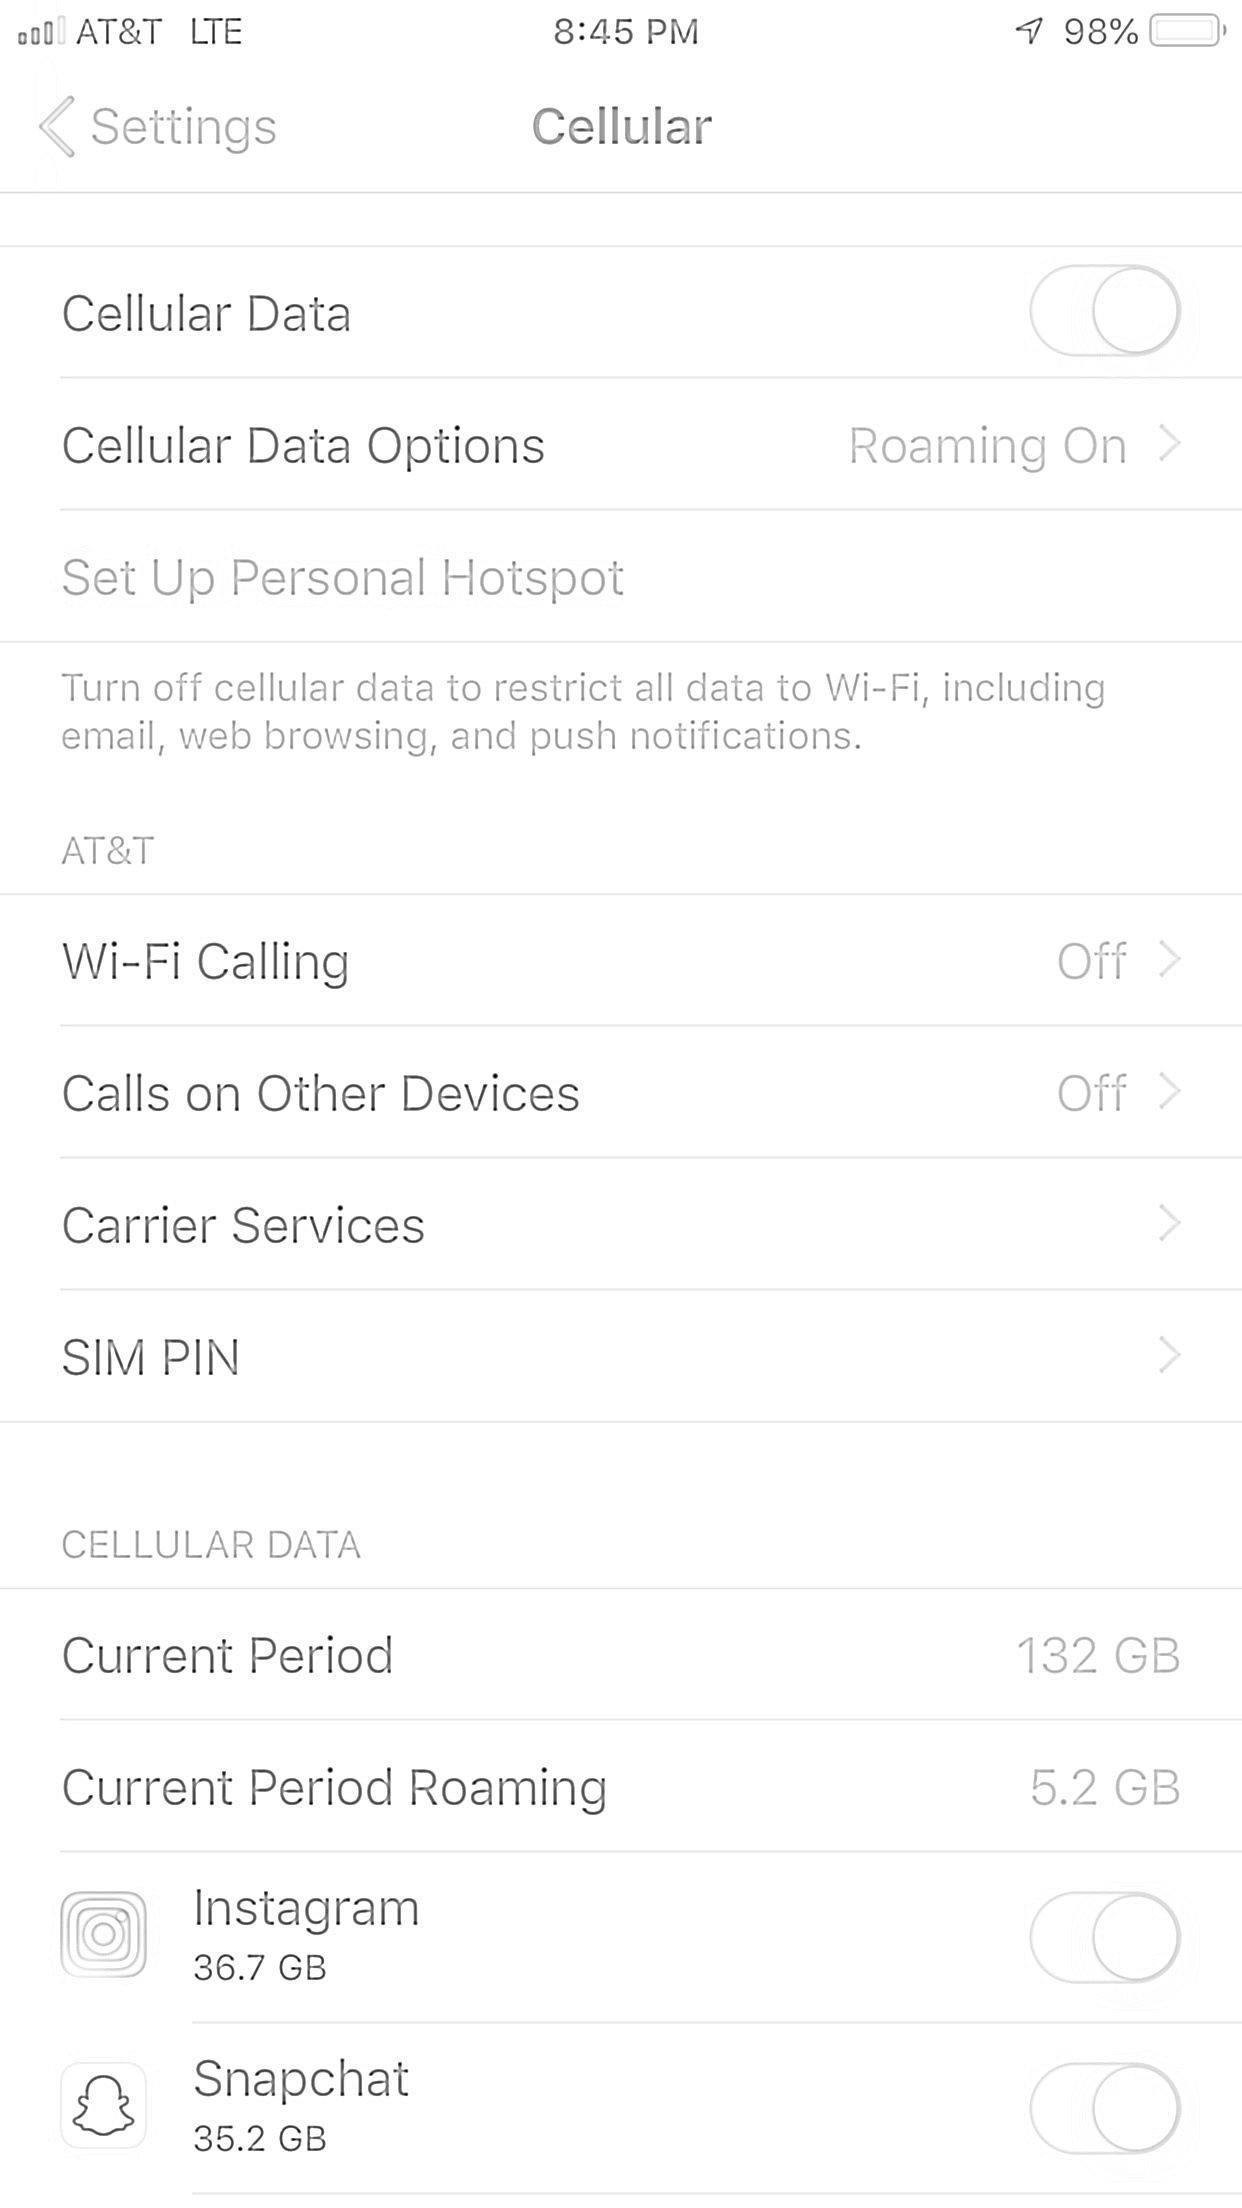 AT&T LTE 8:45 PM 98%
Settings Cellular
Cellular Data
Cellular Data Options Roaming On
Set Up Personal Hotspot
Turn off cellular data to restrict all data to Wi-Fi, including
email, web browsing, and push notifications.
AT&T
Wi-Fi Calling Off
Calls on Other Devices Off
Carrier Services
SIM PIN
CELLULAR DATA
Current Period 132 GB
Current Period Roaming 5.2 GB
Instagram
36.7 GB
Snapchat
35.2 GB